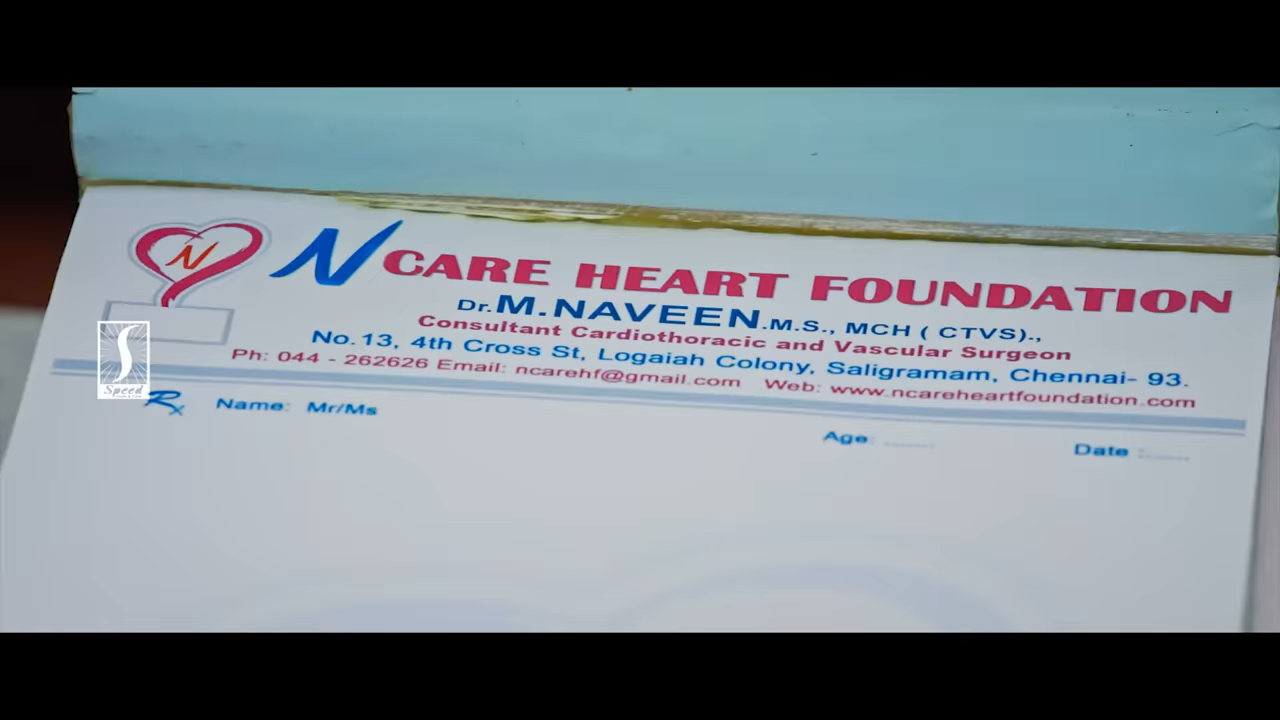 N CARE HEART FOUNDATION
Dr.M.NAVEEN.M.S., MCH ( CTVS).,
Consultant Cardiothoracic and Vascular Surgeon
No.13, 4th Cross St, Logaiah Colony, Saligramam, Chennai- 93.
Ph: 044 - 262626 Email: ncarehf@gmail.com Web: www.ncareheartfoundation.com
Rx Name: Mr/Ms
Age: Date :
N
S
Speed